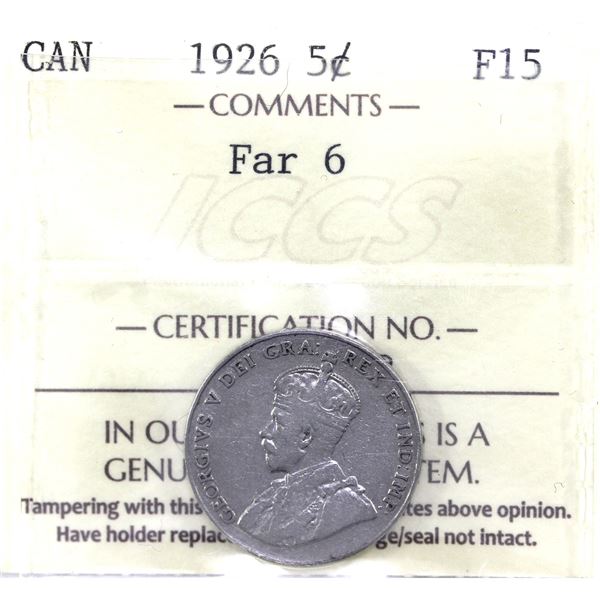 CAN 1926 5¢ F15
— COMMENTS —
Far 6
ICCS
— CERTIFICATION NO. —
IN OU S IS A
GENU TEM.
Tampering with this tes above opinion.
Have holder replac ge/seal not intact.
GEORGIVS V DEI GRA: REX ET IND:IMP: